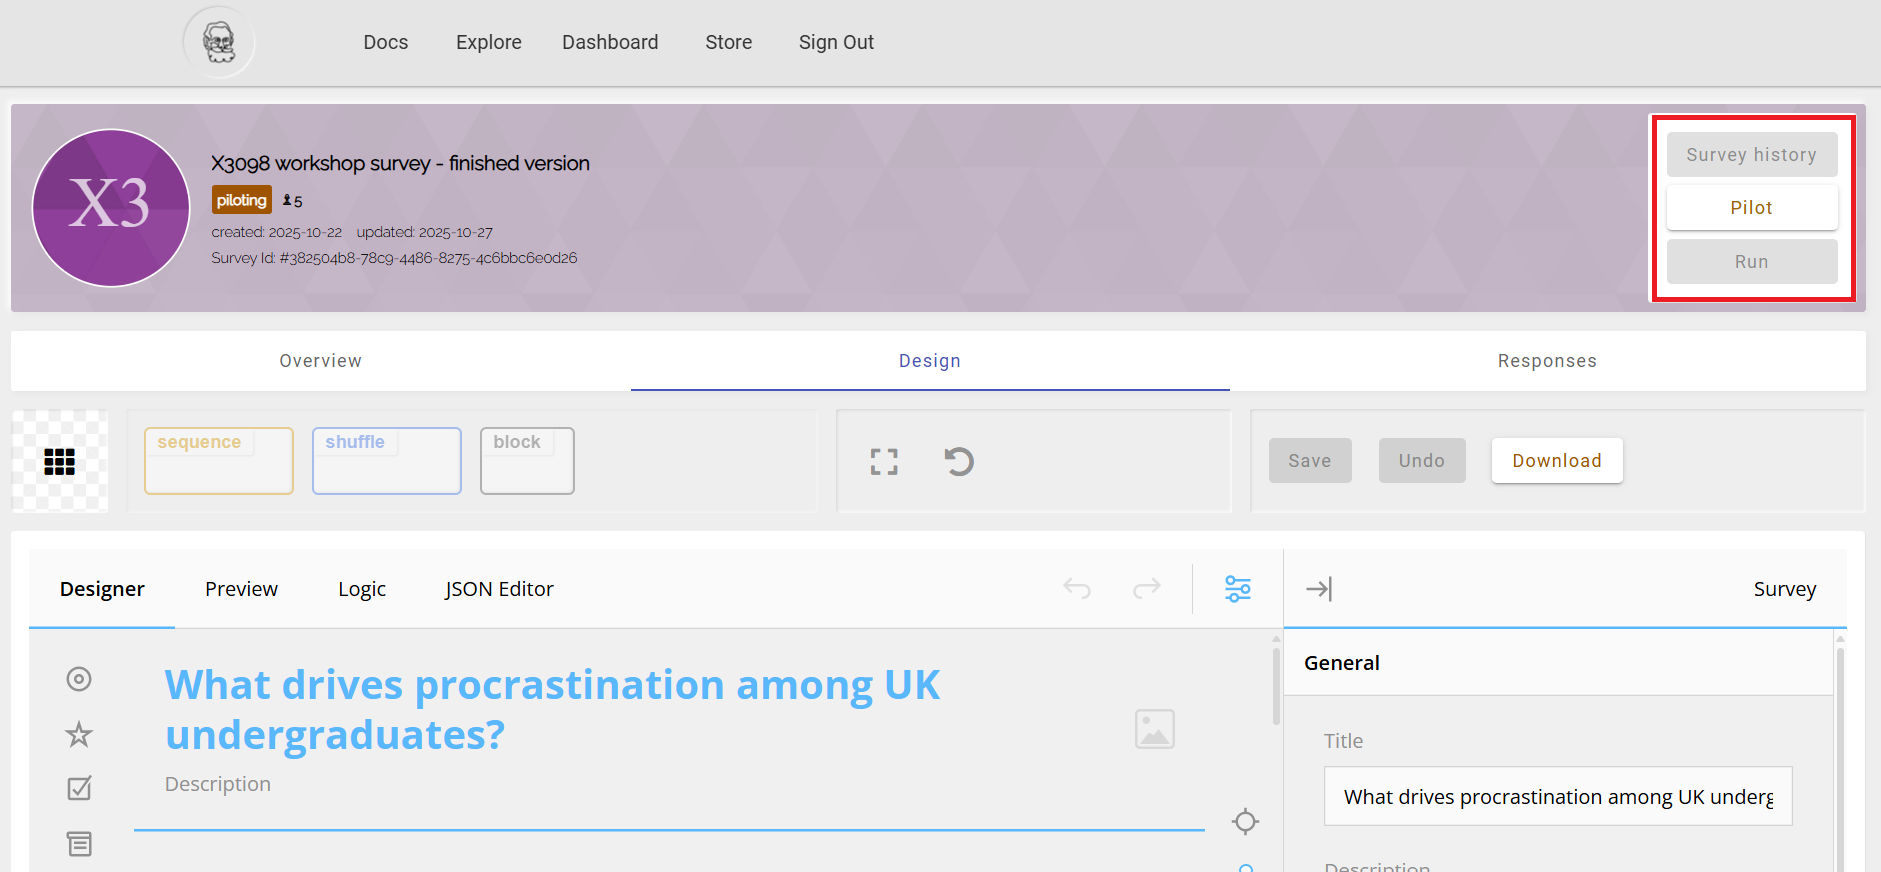 Docs Explore Dashboard Store Sign Out
X3
X3098 workshop survey - finished version
piloting 5
created: 2025-10-22 updated: 2025-10-27
Survey Id: #382504b8-78c9-4486-8275-4c6bbc6e0d26
Survey history
Pilot
Run
Overview Design Responses
sequence shuffle block
Save Undo Download
Designer Preview Logic JSON Editor
Survey
What drives procrastination among UK
undergraduates?
Description
General
Title
What drives procrastination among UK underg
Description